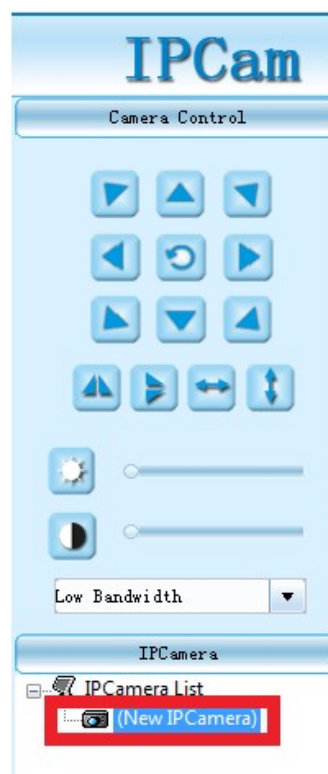 IPCam
Camera Control
Low Bandwidth
IPCamera
IPCamera List
(New IPCamera)